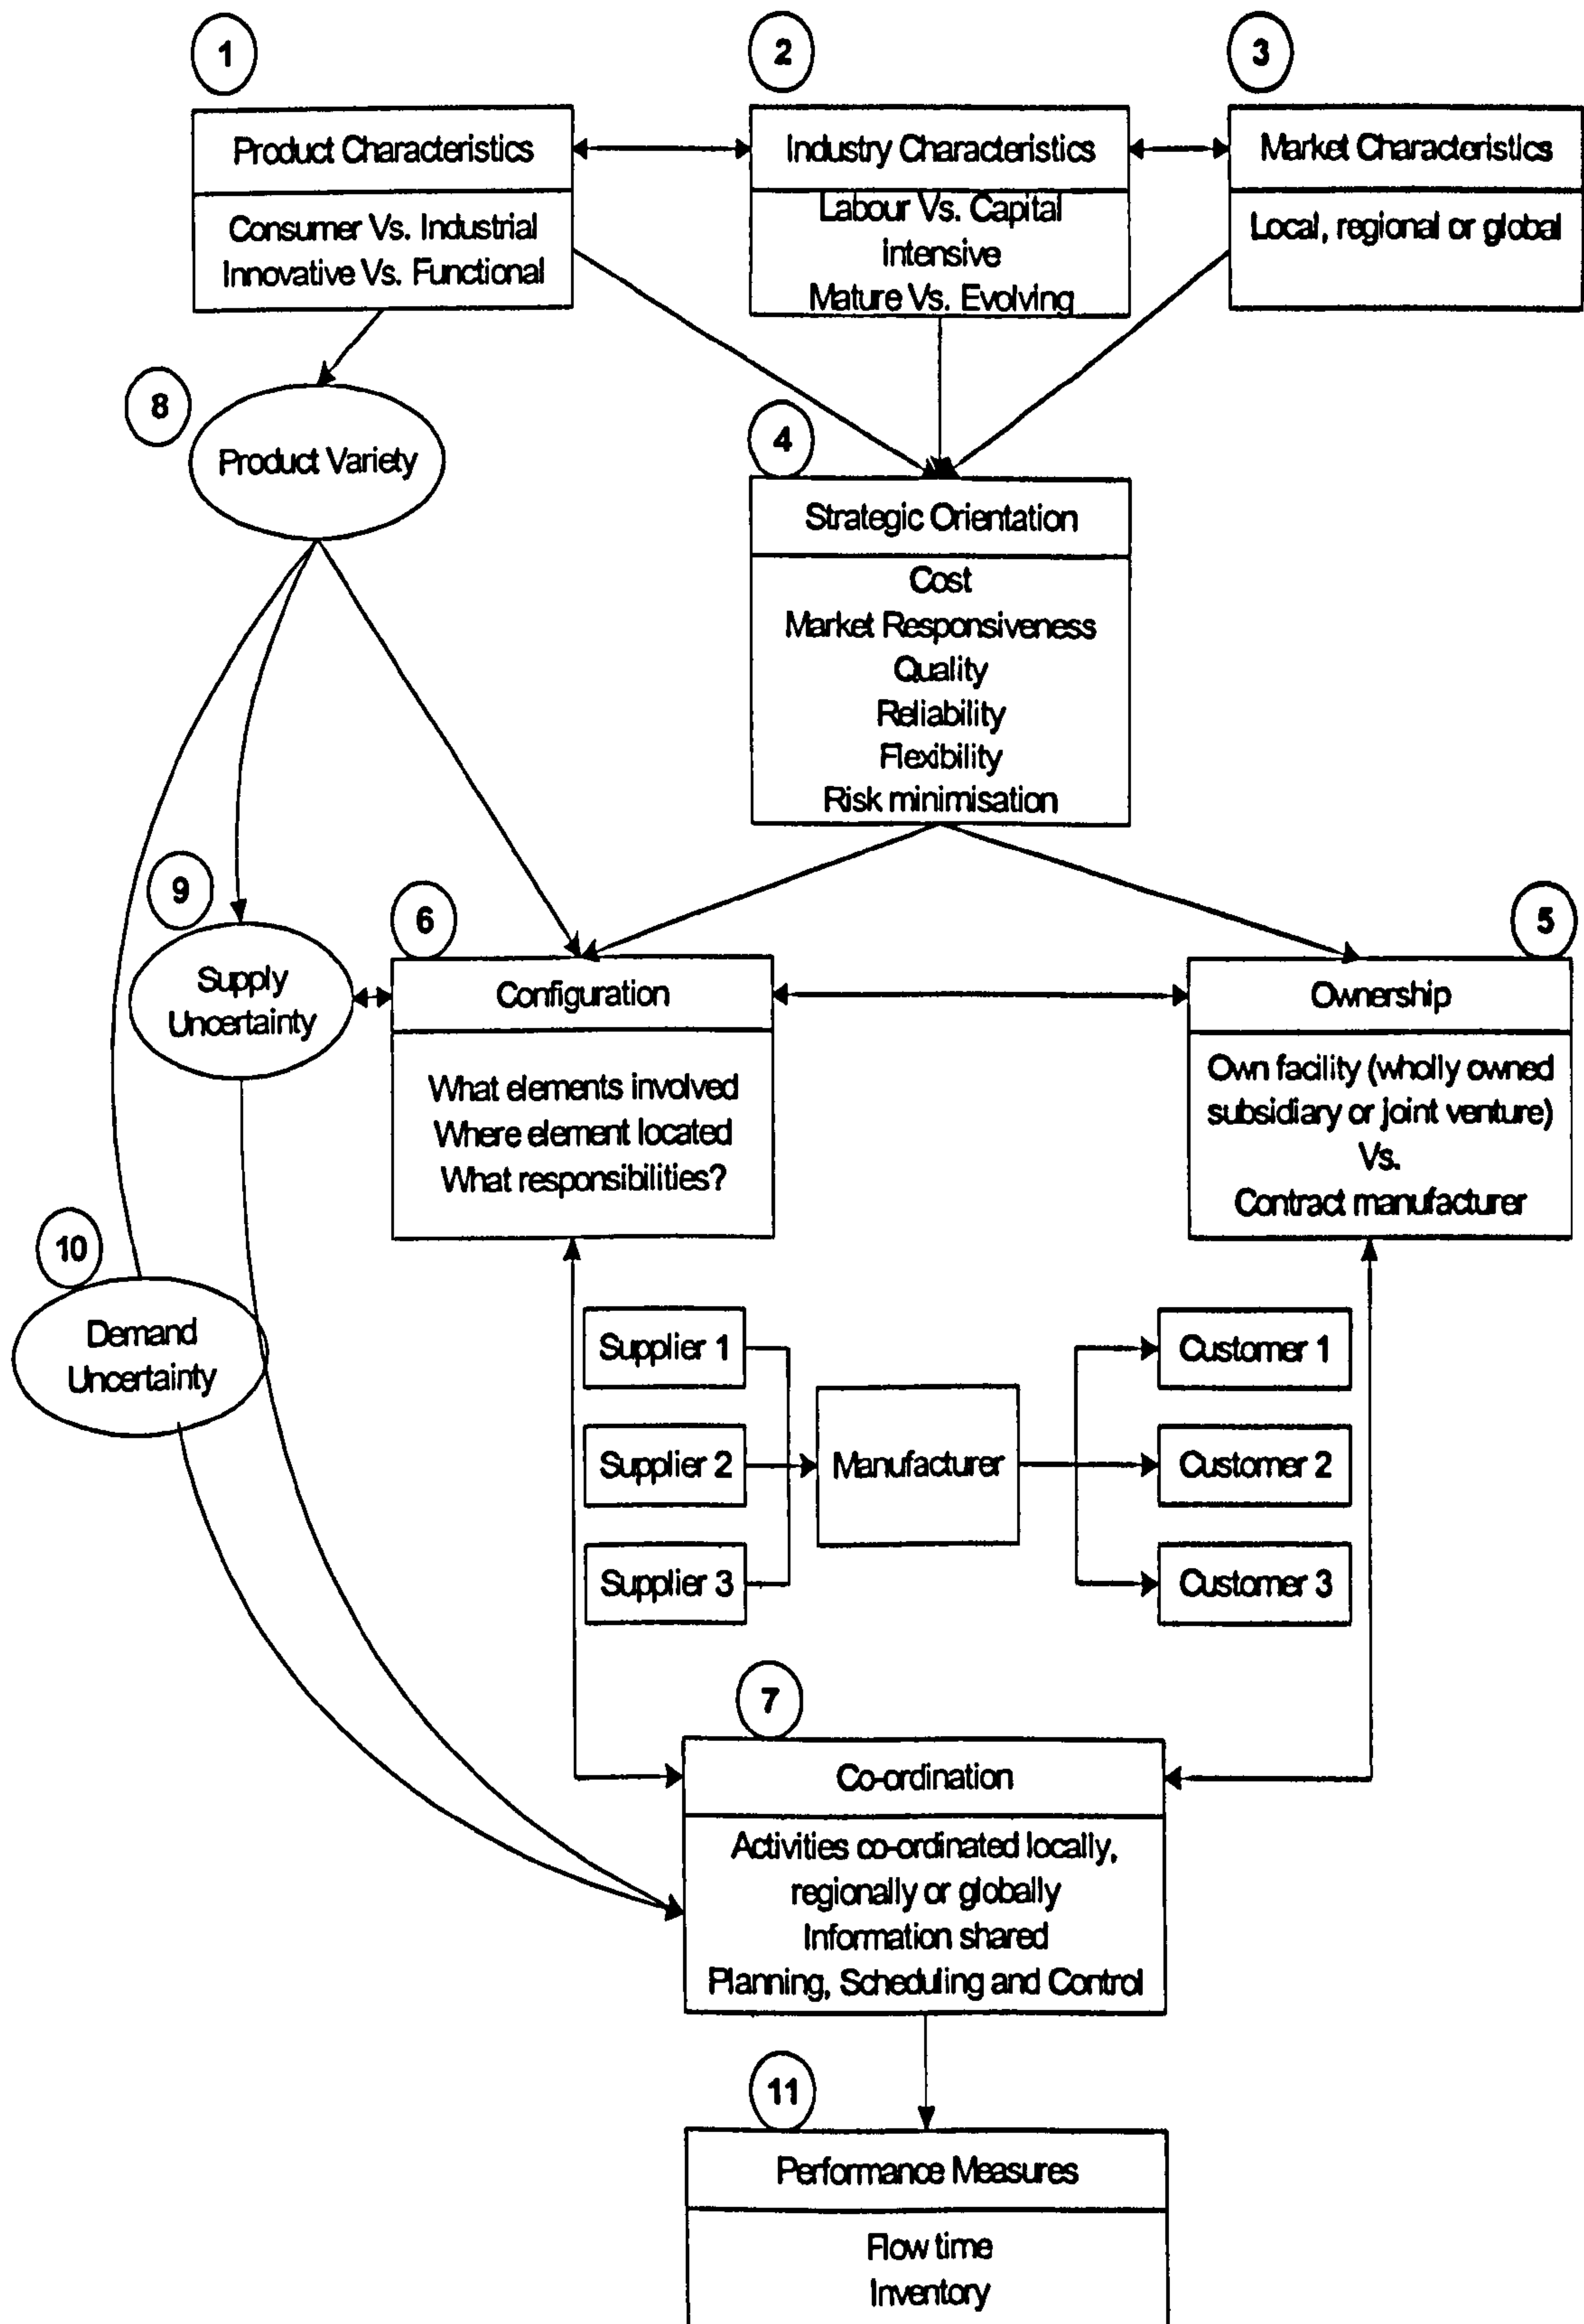 1
2
3
Product Characteristics
Consumer Vs. Industrial
Innovative Vs. Functional
Industry Characteristics
Labour Vs. Capital
Intensive
Mature Vs. Evolving
Market Characteristics
Local, regional or global
8
Product Variety
4
Strategic Orientation
Cost
Market Responsiveness
Quality
Reliability
Flexibility
Risk minimisation
9
Supply
Uncertainty
6
Configuration
What elements involved
Where element located
What responsibilities?
5
Ownership
Own facility (wholly owned
subsidiary or joint venture)
Vs.
Contract manufacturer
10
Demand
Uncertainty
Supplier 1
Supplier 2
Supplier 3
Manufacturer
Customer 1
Customer 2
Customer 3
7
Co-ordination
Activities co-ordinated locally,
regionally or globally
Information shared
Planning, Scheduling and Control
11
Performance Measures
Flow time
Inventory